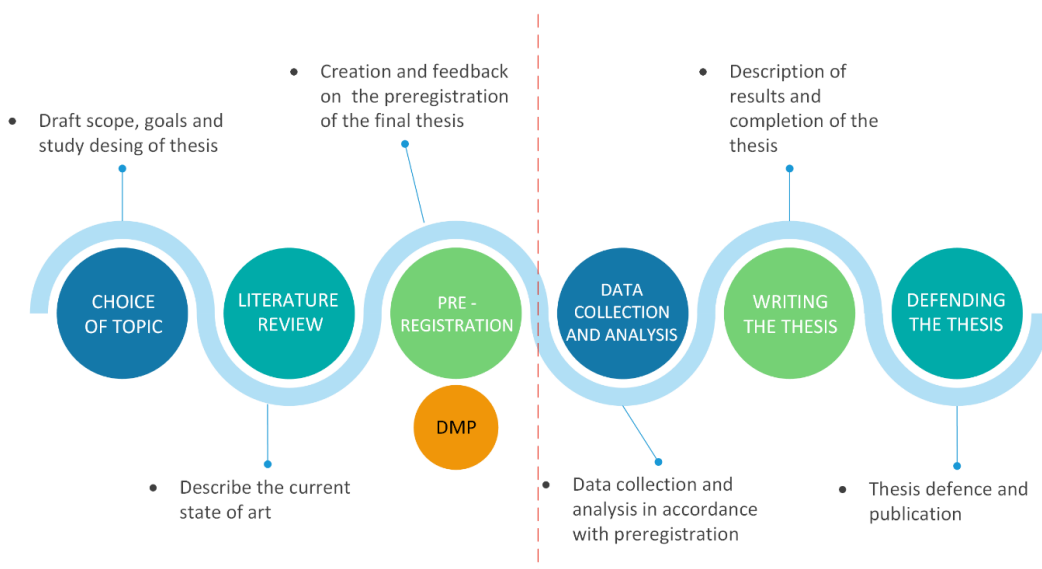 • Draft scope, goals and
study desing of thesis
• Creation and feedback
on the preregistration
of the final thesis
• Description of
results and
completion of the
thesis
CHOICE
OF TOPIC
LITERATURE
REVIEW
PRE -
REGISTRATION
DATA
COLLECTION
AND ANALYSIS
WRITING
THE THESIS
DEFENDING
THE THESIS
DMP
• Describe the current
state of art
• Data collection and
analysis in accordance
with preregistration
• Thesis defence and
publication